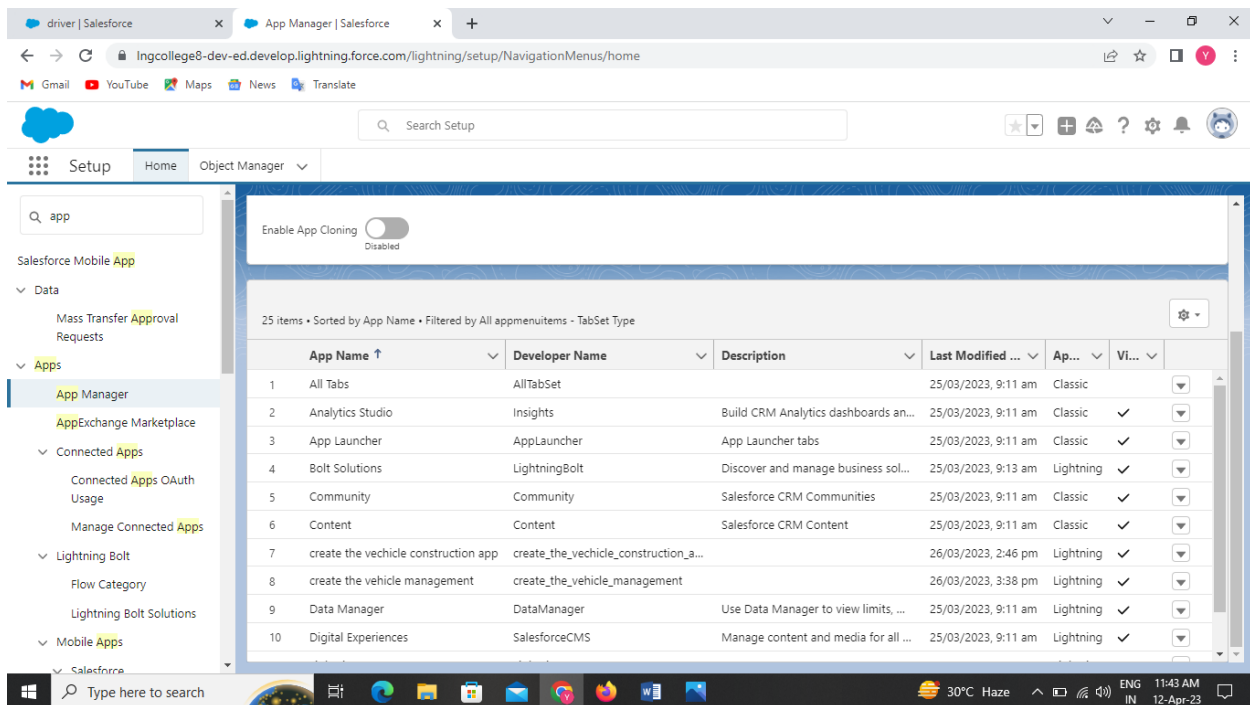 driver | Salesforce
App Manager | Salesforce
lngcollege8-dev-ed.develop.lightning.force.com/lightning/setup/NavigationMenus/home
Y
Gmail YouTube Maps News Translate
Search Setup
Setup Home Object Manager
app
Salesforce Mobile App
Data
Mass Transfer Approval
Requests
Apps
App Manager
AppExchange Marketplace
Connected Apps
Connected Apps OAuth
Usage
Manage Connected Apps
Lightning Bolt
Flow Category
Lightning Bolt Solutions
Mobile Apps
Salesforce
Enable App Cloning
Disabled
25 items • Sorted by App Name • Filtered by All appmenuitems - TabSet Type
App Name ↑ Developer Name Description Last Modified ... Ap... Vi...
1 All Tabs AllTabSet 25/03/2023, 9:11 am Classic
2 Analytics Studio Insights Build CRM Analytics dashboards an... 25/03/2023, 9:11 am Classic
3 App Launcher AppLauncher App Launcher tabs 25/03/2023, 9:11 am Classic
4 Bolt Solutions LightningBolt Discover and manage business sol... 25/03/2023, 9:13 am Lightning
5 Community Community Salesforce CRM Communities 25/03/2023, 9:11 am Classic
6 Content Content Salesforce CRM Content 25/03/2023, 9:11 am Classic
7 create the vechicle construction app create_the_vechicle_construction_a... 26/03/2023, 2:46 pm Lightning
8 create the vehicle management create_the_vehicle_management 26/03/2023, 3:38 pm Lightning
9 Data Manager DataManager Use Data Manager to view limits, ... 25/03/2023, 9:11 am Lightning
10 Digital Experiences SalesforceCMS Manage content and media for all ... 25/03/2023, 9:11 am Lightning
Type here to search
30°C Haze
ENG
IN
11:43 AM
12-Apr-23